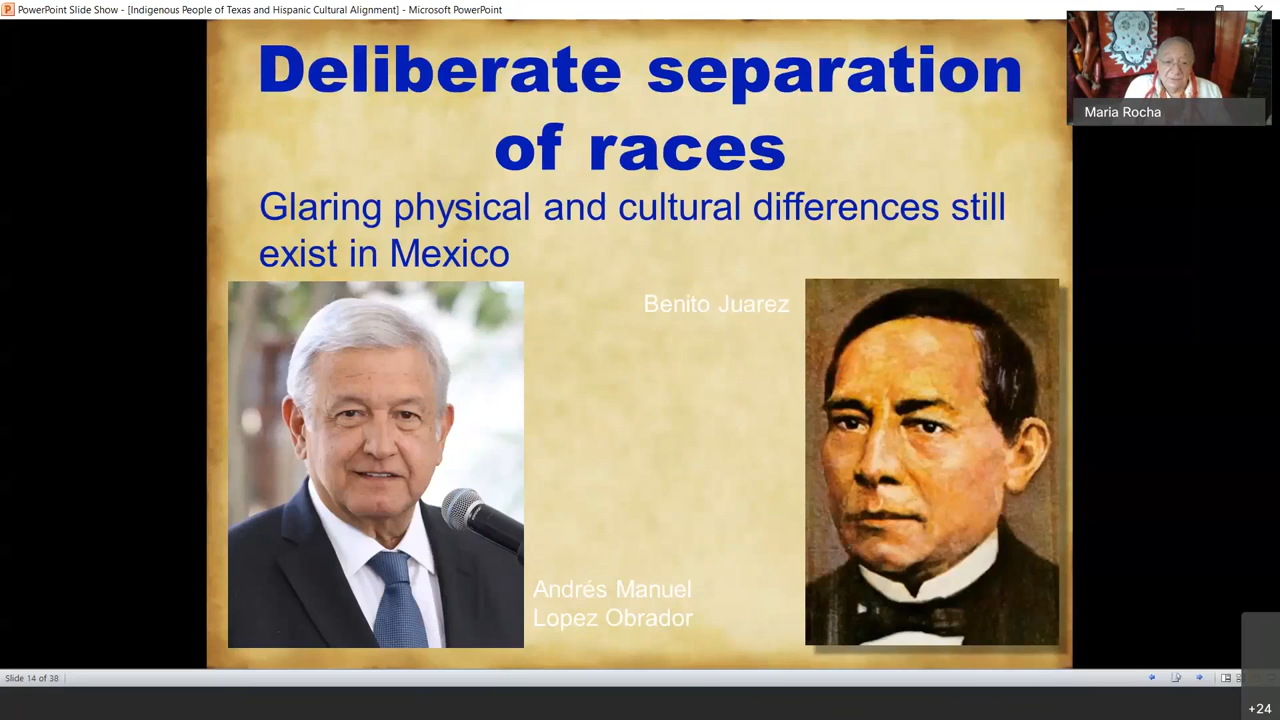 PowerPoint Slide Show - [Indigenous People of Texas and Hispanic Cultural Alignment] - Microsoft PowerPoint
Maria Rocha
Deliberate separation
of races
Glaring physical and cultural differences still
exist in Mexico
Benito Juarez
Andrés Manuel
Lopez Obrador
Slide 14 of 38
+24